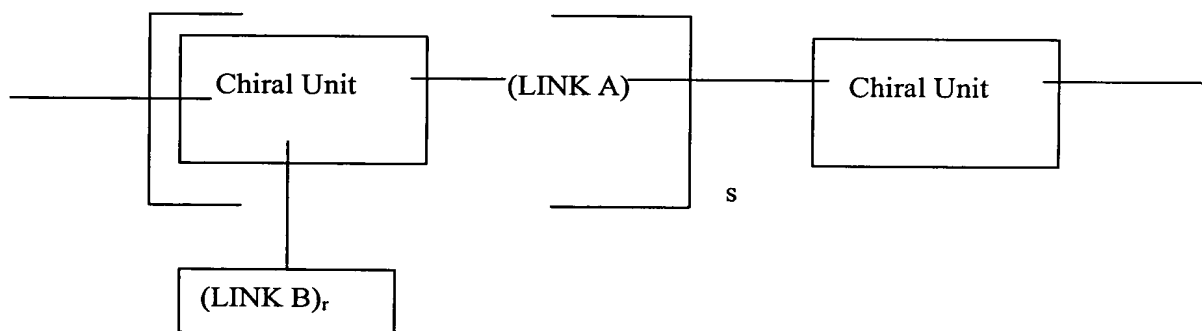 Chiral Unit
(LINK A)
Chiral Unit
s
(LINK B)ᵣ